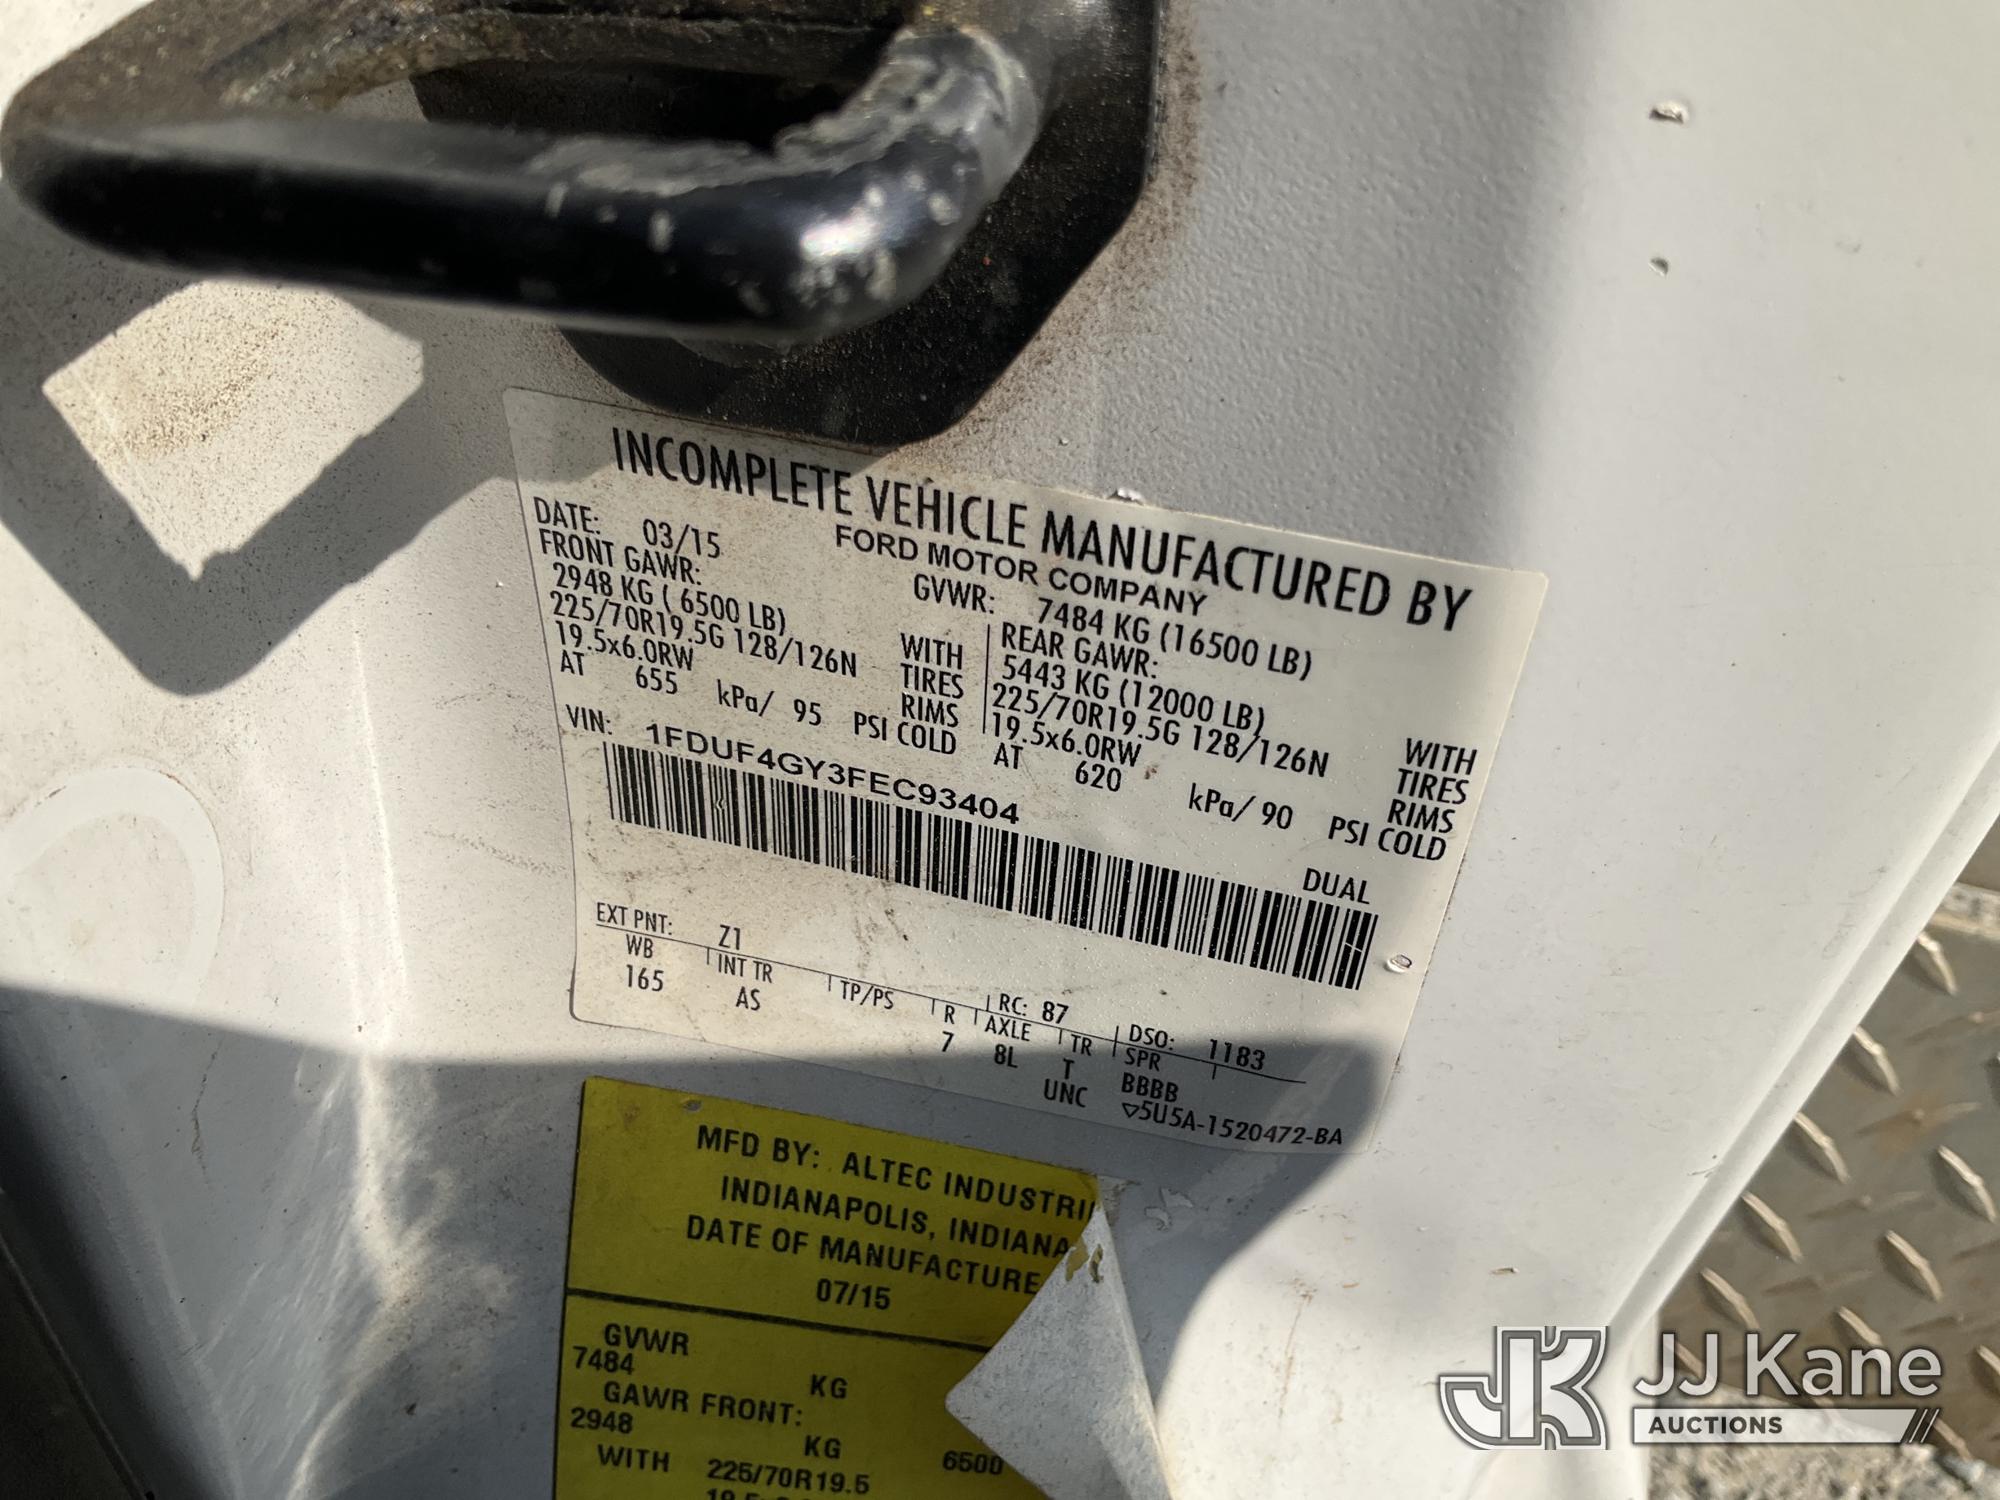 INCOMPLETE VEHICLE MANUFACTURED BY
FORD MOTOR COMPANY
DATE: 03/15 GVWR: 7484 KG (16500 LB)
FRONT GAWR: REAR GAWR:
2948 KG ( 6500 LB) WITH 5443 KG (12000 LB) WITH
225/70R19.5G 128/126N TIRES 225/70R19.5G 128/126N TIRES
19.5x6.0RW RIMS 19.5x6.0RW RIMS
AT 655 kPa/ 95 PSI COLD AT 620 kPa/ 90 PSI COLD
VIN: 1FDUF4GY3FEC93404
DUAL
EXT PNT: Z1 RC: 87 DSO: 1183
WB INT TR TP/PS R AXLE TR SPR
165 AS 7 8L T BBBB
UNC ▽5U5A-1520472-BA
MFD BY: ALTEC INDUSTRI
INDIANAPOLIS, INDIANA
DATE OF MANUFACTURE
07/15
GVWR
7484 KG
GAWR FRONT:
2948 KG 6500
WITH 225/70R19.5
JJ Kane
AUCTIONS